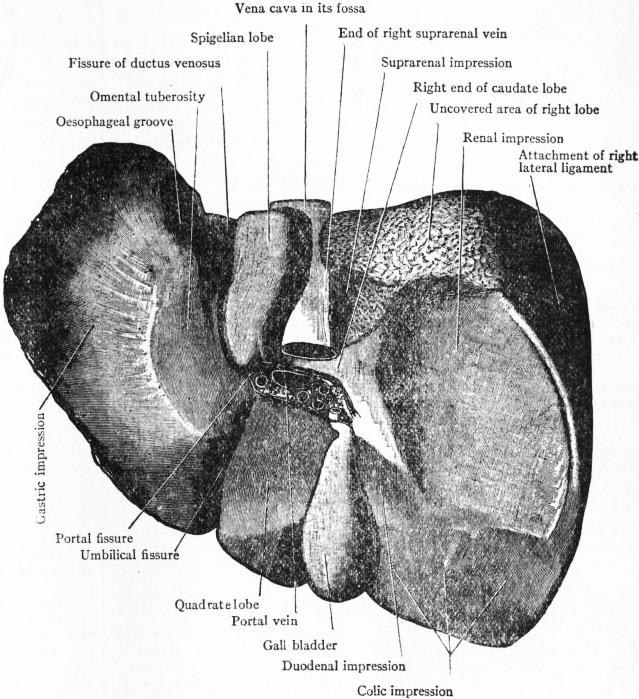 Vena cava in its fossa
Spigelian lobe
End of right suprarenal vein
Fissure of ductus venosus
Suprarenal impression
Omental tuberosity
Right end of caudate lobe
Oesophageal groove
Uncovered area of right lobe
Renal impression
Attachment of right
lateral ligament
Gastric impression
Portal fissure
Umbilical fissure
Quadrate lobe
Portal vein
Gall bladder
Duodenal impression
Colic impression